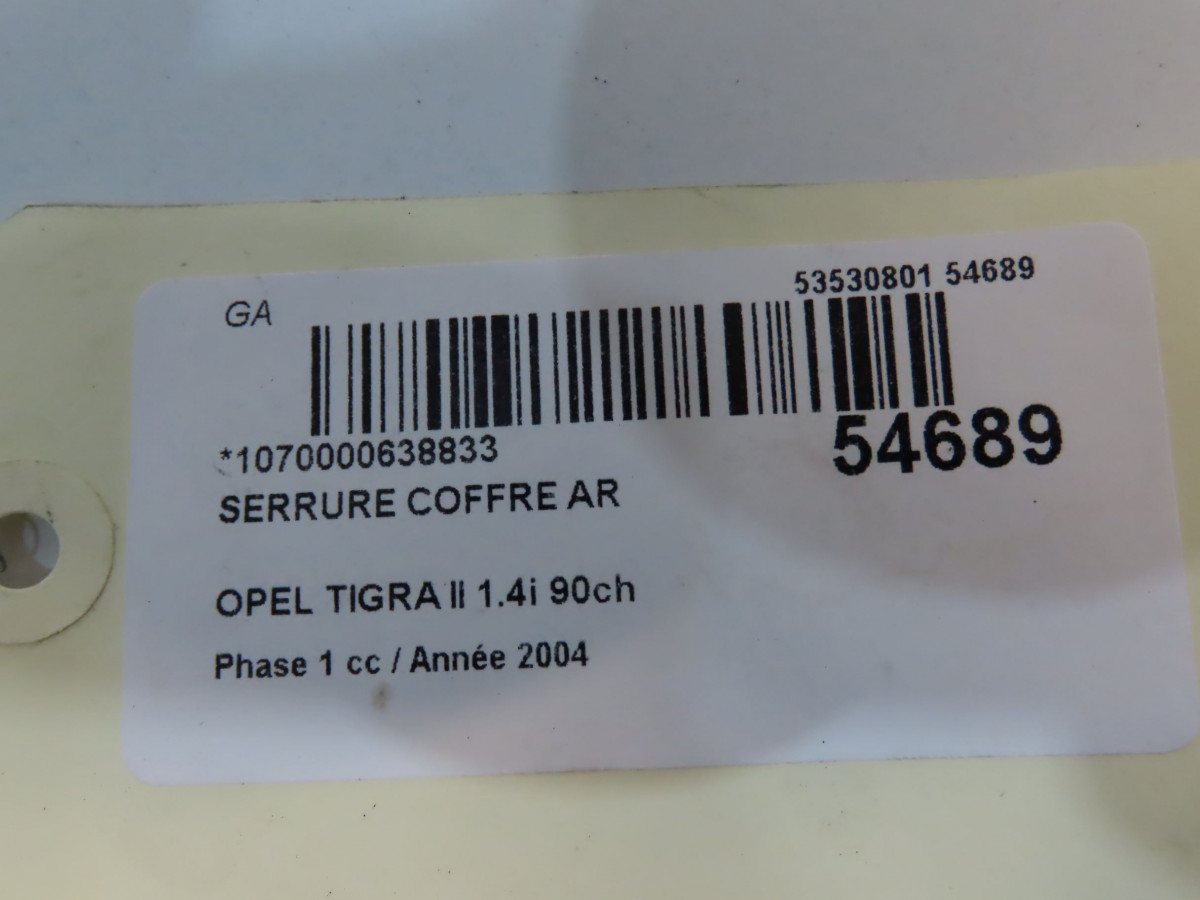 GA
53530801 54689
*1070000638833
54689
SERRURE COFFRE AR
OPEL TIGRA II 1.4i 90ch
Phase 1 cc / Année 2004